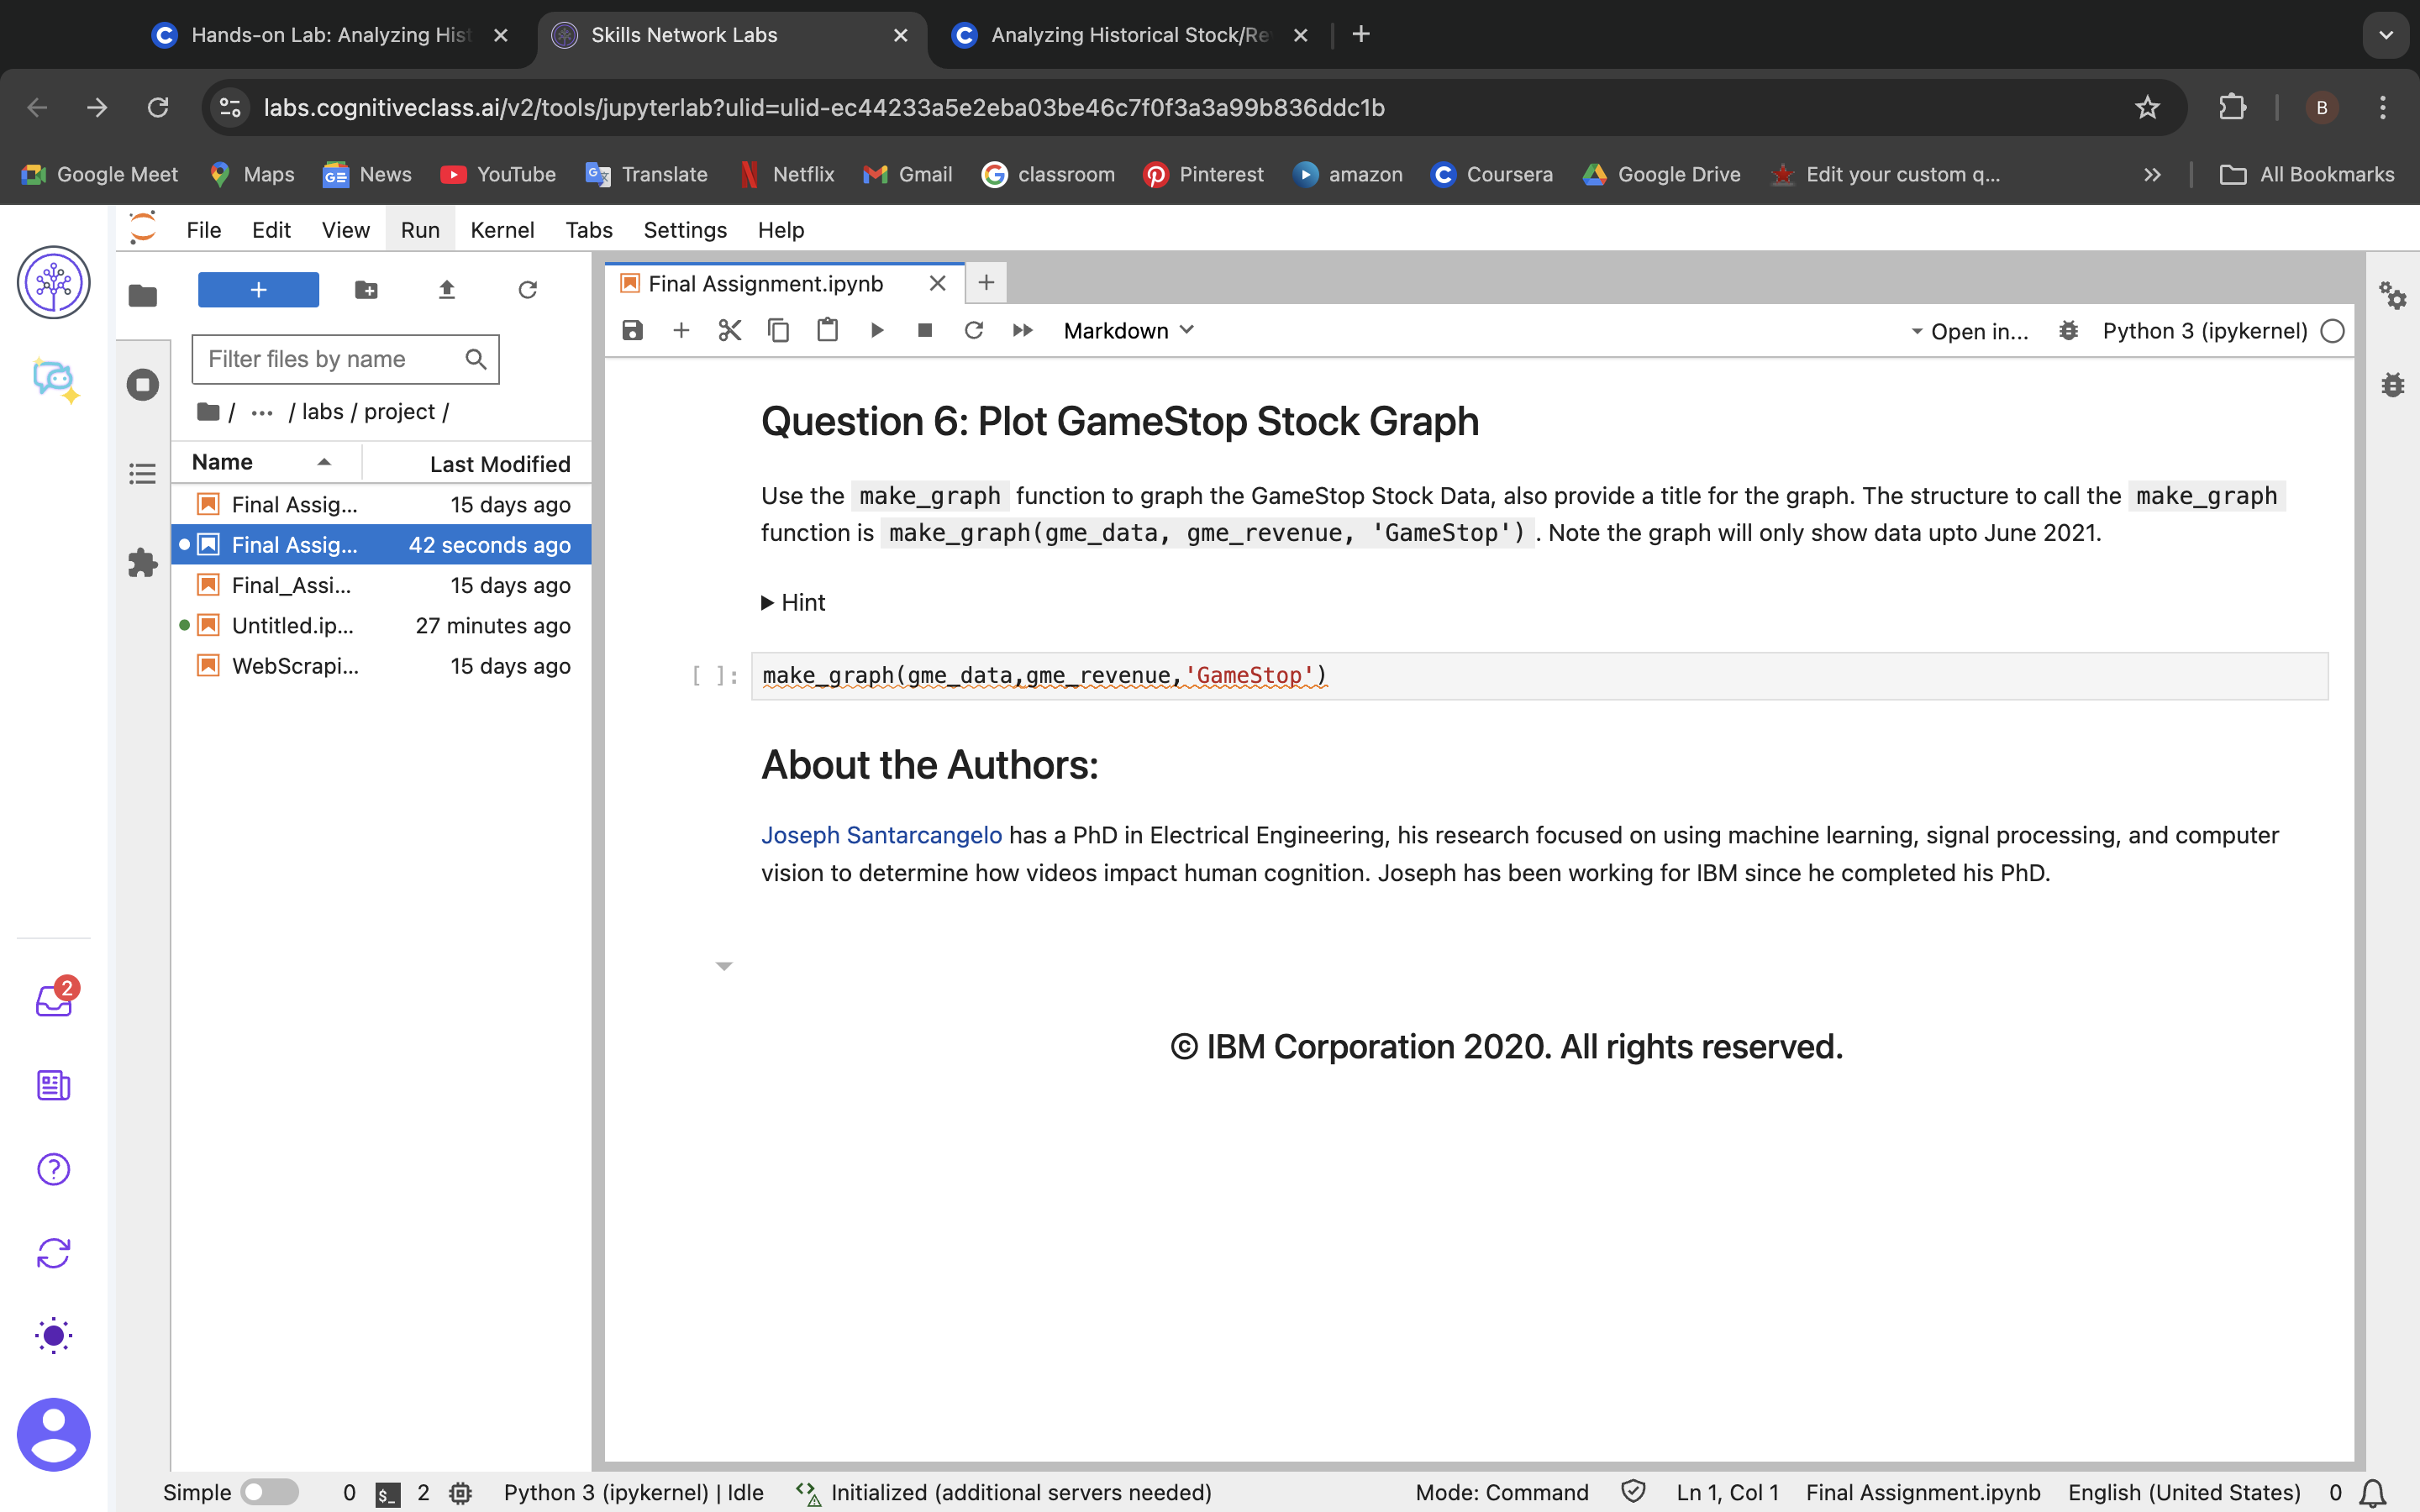 Hands-on Lab: Analyzing Hist
Skills Network Labs
Analyzing Historical Stock/Re
labs.cognitiveclass.ai/v2/tools/jupyterlab?ulid=ulid-ec44233a5e2eba03be46c7f0f3a3a99b836ddc1b
B
Google Meet Maps News YouTube Translate Netflix Gmail classroom Pinterest amazon Coursera Google Drive Edit your custom q... » All Bookmarks
File Edit View Run Kernel Tabs Settings Help
Final Assignment.ipynb
Markdown Open in... Python 3 (ipykernel)
Filter files by name
/ ... / labs / project /
Name Last Modified
Final Assig... 15 days ago
Final Assig... 42 seconds ago
Final_Assi... 15 days ago
Untitled.ip... 27 minutes ago
WebScrapi... 15 days ago
Question 6: Plot GameStop Stock Graph
Use the make_graph function to graph the GameStop Stock Data, also provide a title for the graph. The structure to call the make_graph
function is make_graph(gme_data, gme_revenue, 'GameStop'). Note the graph will only show data upto June 2021.
Hint
[ ]: make_graph(gme_data,gme_revenue,'GameStop')
About the Authors:
Joseph Santarcangelo has a PhD in Electrical Engineering, his research focused on using machine learning, signal processing, and computer
vision to determine how videos impact human cognition. Joseph has been working for IBM since he completed his PhD.
© IBM Corporation 2020. All rights reserved.
2
Simple 0 $_ 2 Python 3 (ipykernel) | Idle Initialized (additional servers needed) Mode: Command Ln 1, Col 1 Final Assignment.ipynb English (United States) 0